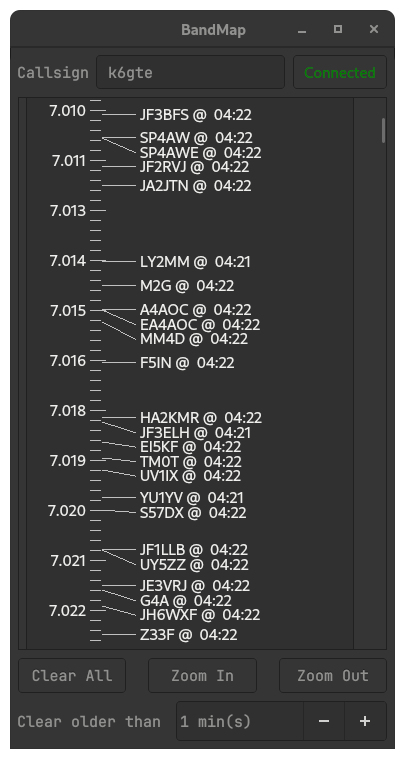 BandMap
Callsign k6gte Connected
7.010 JF3BFS @ 04:22
SP4AW @ 04:22
SP4AWE @ 04:22
7.011 JF2RVJ @ 04:22
JA2JTN @ 04:22
7.013
7.014 LY2MM @ 04:21
M2G @ 04:22
7.015 A4AOC @ 04:22
EA4AOC @ 04:22
MM4D @ 04:22
7.016 F5IN @ 04:22
7.018 HA2KMR @ 04:22
JF3ELH @ 04:21
EI5KF @ 04:22
7.019 TM0T @ 04:22
UV1IX @ 04:22
YU1YV @ 04:21
7.020 S57DX @ 04:22
JF1LLB @ 04:22
7.021 UY5ZZ @ 04:22
JE3VRJ @ 04:22
G4A @ 04:22
7.022 JH6WXF @ 04:22
Z33F @ 04:22
Clear All Zoom In Zoom Out
Clear older than 1 min(s) − +